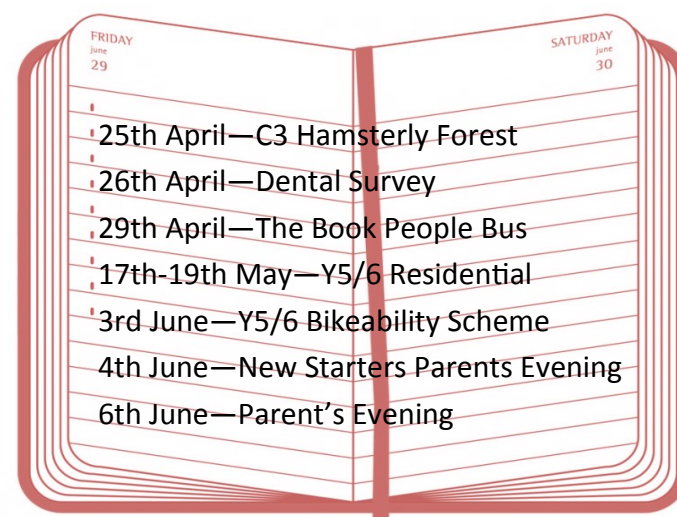 FRIDAY
june
29
SATURDAY
june
30
25th April—C3 Hamsterly Forest
26th April—Dental Survey
29th April—The Book People Bus
17th-19th May—Y5/6 Residential
3rd June—Y5/6 Bikeability Scheme
4th June—New Starters Parents Evening
6th June—Parent’s Evening